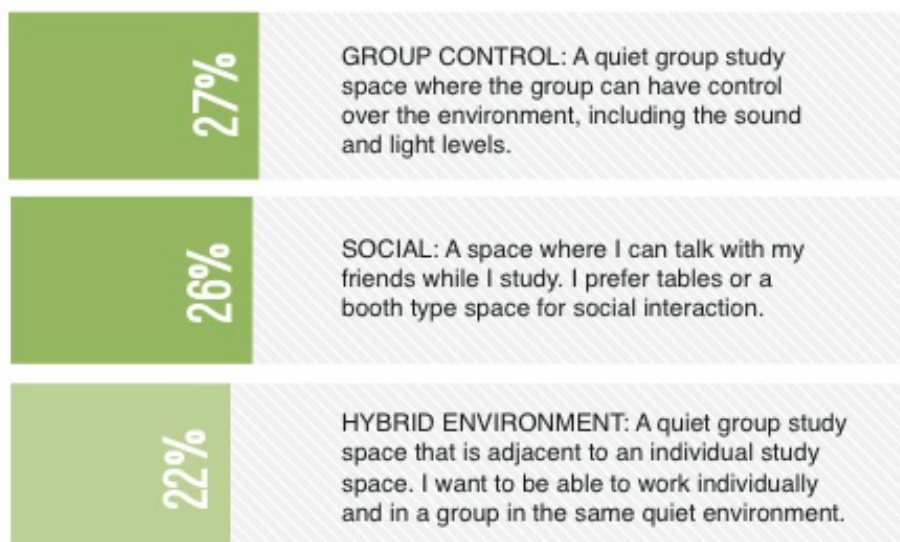 27%
GROUP CONTROL: A quiet group study
space where the group can have control
over the environment, including the sound
and light levels.
26%
SOCIAL: A space where I can talk with my
friends while I study. I prefer tables or a
booth type space for social interaction.
22%
HYBRID ENVIRONMENT: A quiet group study
space that is adjacent to an individual study
space. I want to be able to work individually
and in a group in the same quiet environment.